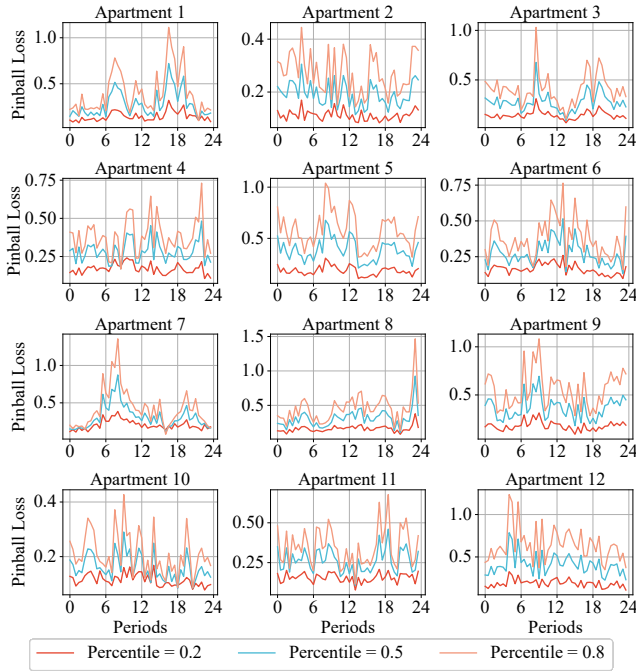 Apartment 1
Apartment 2
Apartment 3
Pinball Loss
1.0
0.5
0 6 12 18 24
0.4
0.2
0 6 12 18 24
1.0
0.5
0 6 12 18 24
Apartment 4
Apartment 5
Apartment 6
Pinball Loss
0.75
0.50
0.25
0 6 12 18 24
1.0
0.5
0 6 12 18 24
0.75
0.50
0.25
0 6 12 18 24
Apartment 7
Apartment 8
Apartment 9
Pinball Loss
1.0
0.5
0 6 12 18 24
1.5
1.0
0.5
0 6 12 18 24
1.0
0.5
0 6 12 18 24
Apartment 10
Apartment 11
Apartment 12
Pinball Loss
0.4
0.2
0 6 12 18 24
0.50
0.25
0 6 12 18 24
1.0
0.5
0 6 12 18 24
Periods
Periods
Periods
Percentile = 0.2
Percentile = 0.5
Percentile = 0.8